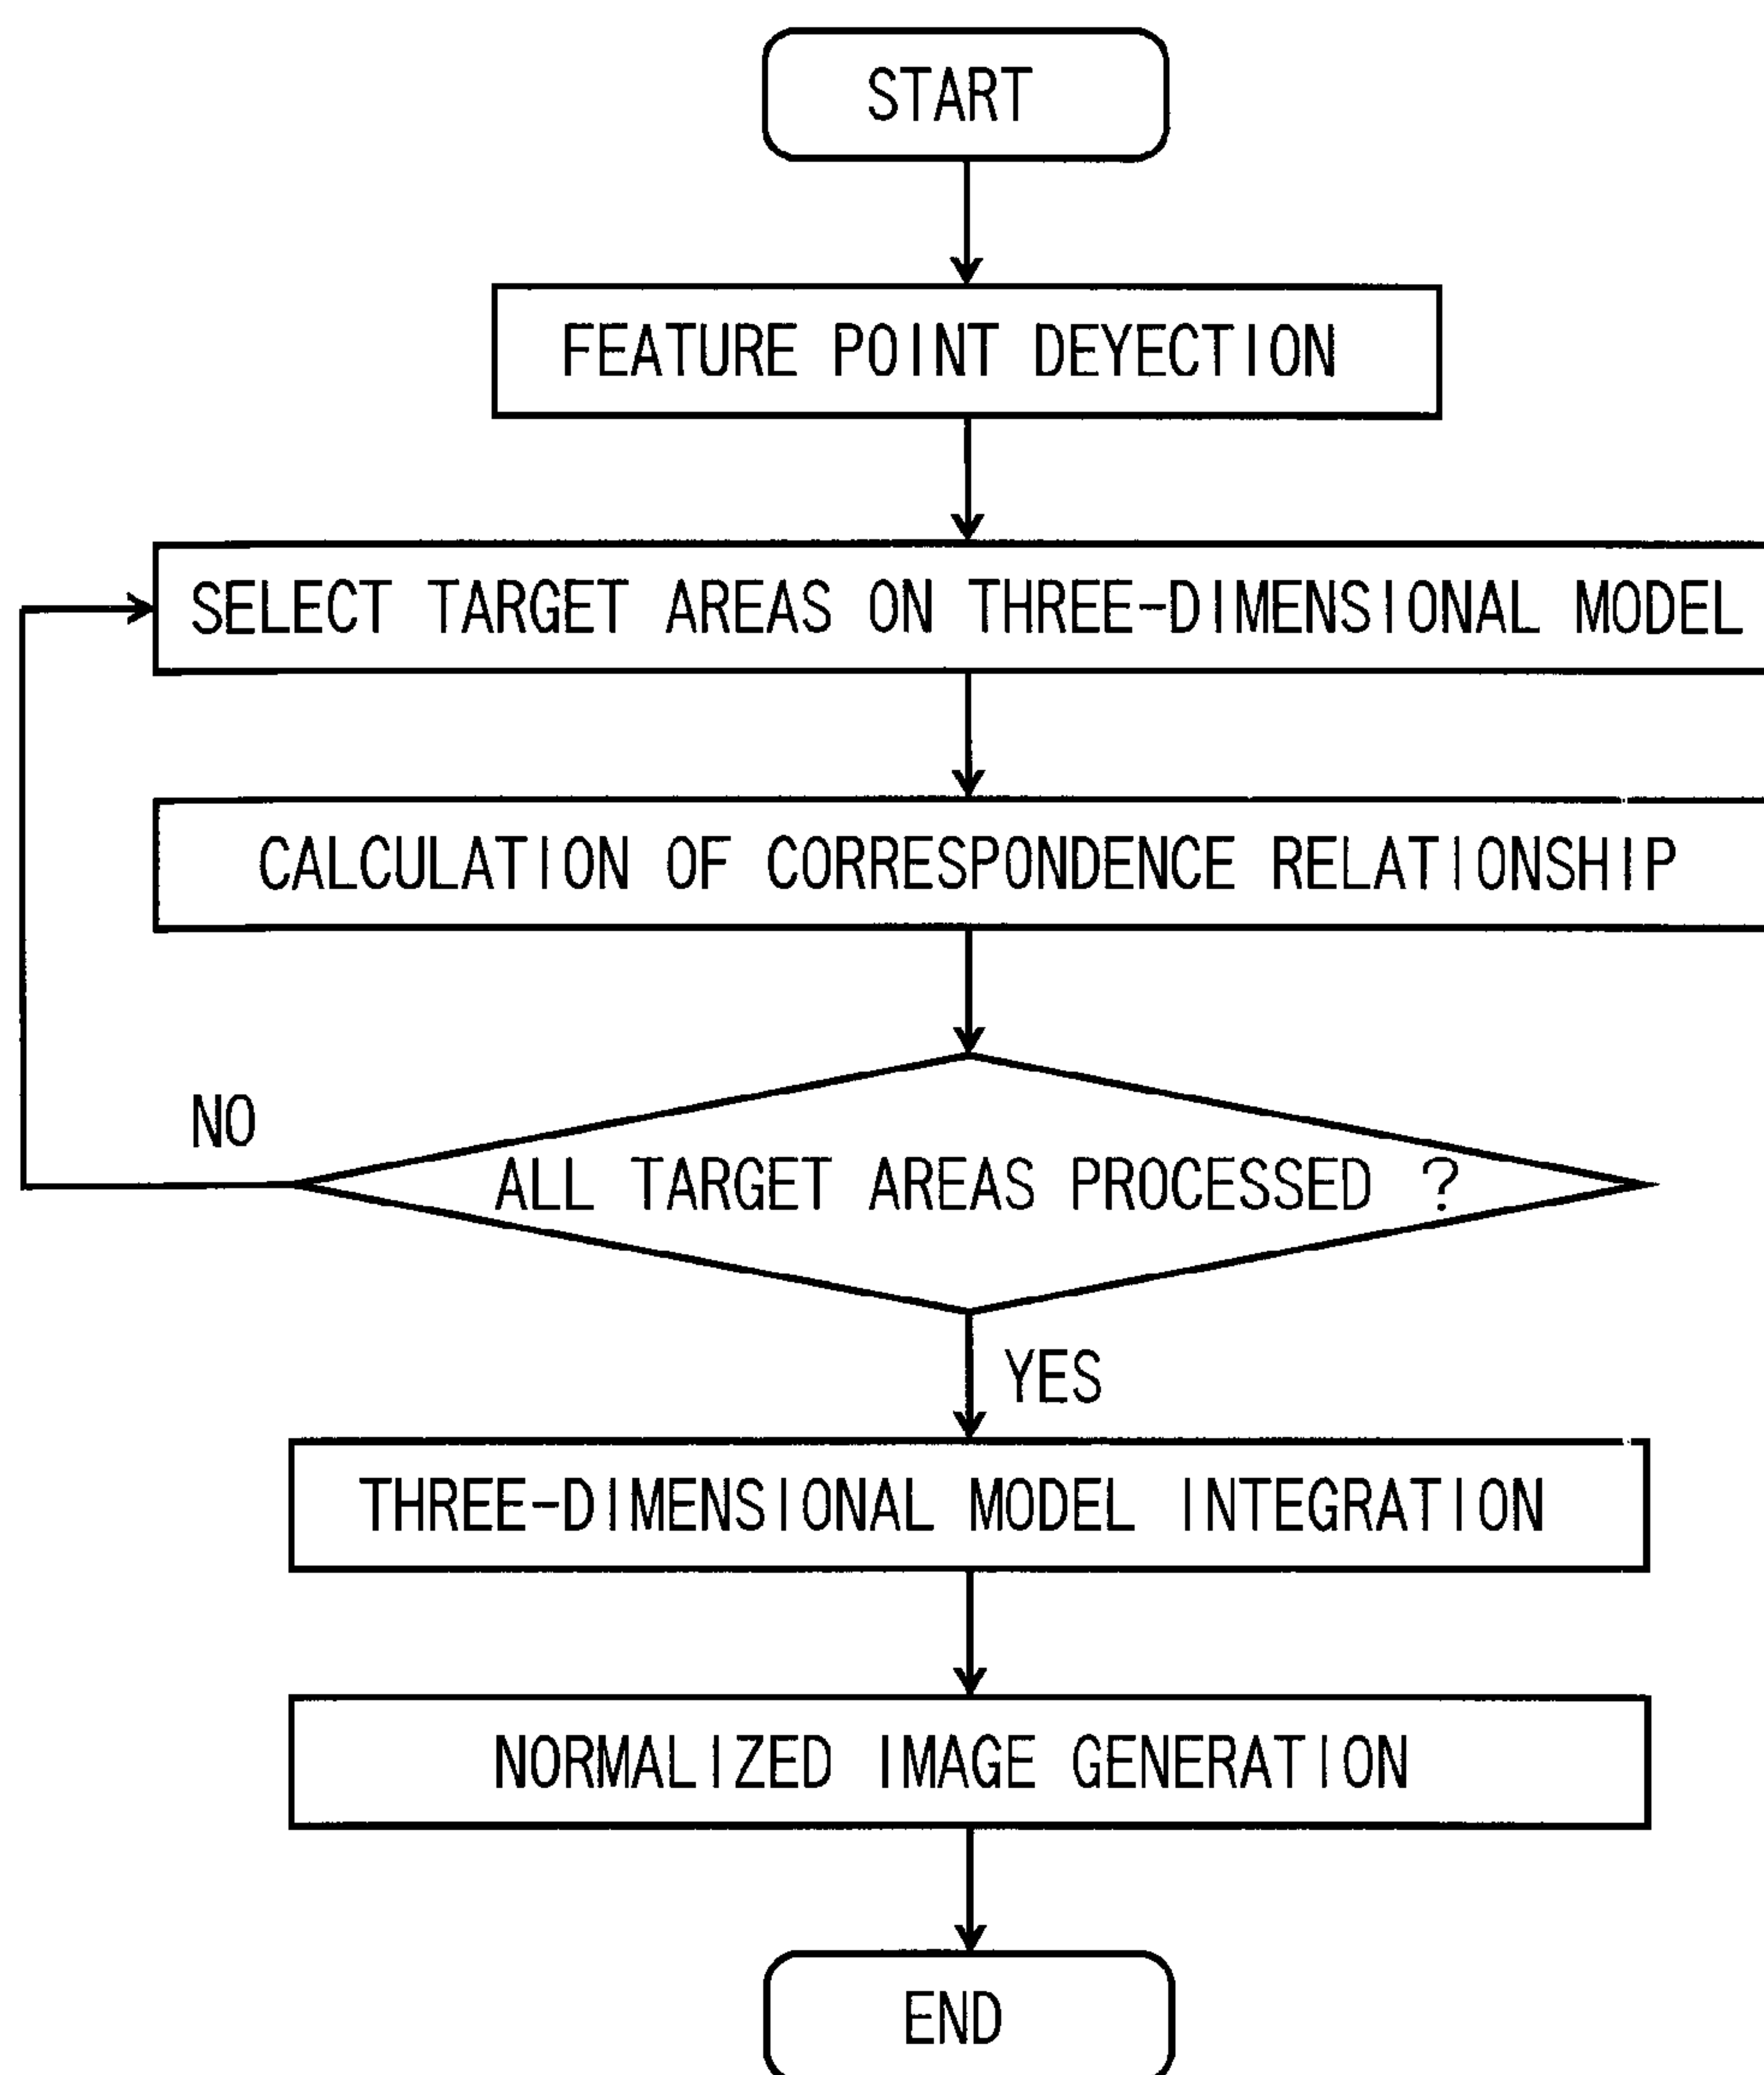 START
FEATURE POINT DEYECTION
SELECT TARGET AREAS ON THREE-DIMENSIONAL MODEL
CALCULATION OF CORRESPONDENCE RELATIONSHIP
NO
ALL TARGET AREAS PROCESSED ?
YES
THREE-DIMENSIONAL MODEL INTEGRATION
NORMALIZED IMAGE GENERATION
END